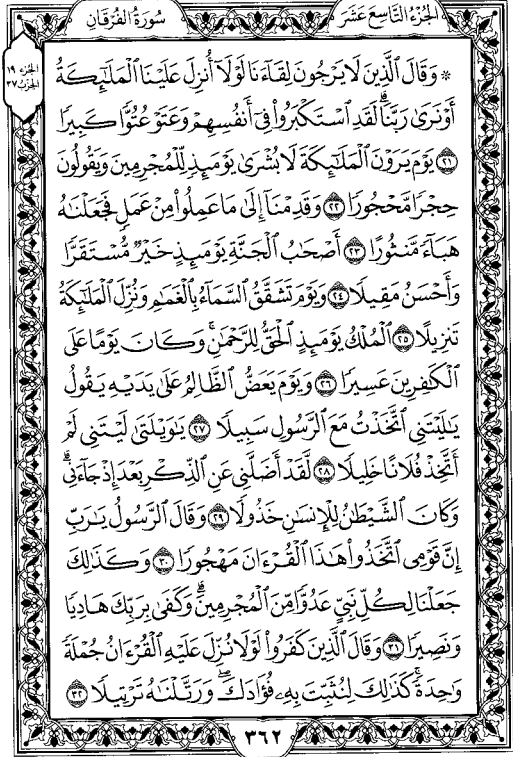 الجزء التاسع عشر
سورة الفرقان
الجزء ١٩
الحزب ٣٧
* وَقَالَ ٱلَّذِينَ لَا يَرْجُونَ لِقَآءَنَا لَوْلَآ أُنزِلَ عَلَيْنَا ٱلْمَلَٰٓئِكَةُ
أَوْ نَرَىٰ رَبَّنَا ۗ لَقَدِ ٱسْتَكْبَرُوا۟ فِىٓ أَنفُسِهِمْ وَعَتَوْ عُتُوًّا كَبِيرًا
٢١ يَوْمَ يَرَوْنَ ٱلْمَلَٰٓئِكَةَ لَا بُشْرَىٰ يَوْمَئِذٍ لِّلْمُجْرِمِينَ وَيَقُولُونَ
حِجْرًا مَّحْجُورًا ٢٢ وَقَدِمْنَآ إِلَىٰ مَا عَمِلُوا۟ مِنْ عَمَلٍ فَجَعَلْنَٰهُ
هَبَآءً مَّنثُورًا ٢٣ أَصْحَٰبُ ٱلْجَنَّةِ يَوْمَئِذٍ خَيْرٌ مُّسْتَقَرًّا
وَأَحْسَنُ مَقِيلًا ٢٤ وَيَوْمَ تَشَقَّقُ ٱلسَّمَآءُ بِٱلْغَمَٰمِ وَنُزِّلَ ٱلْمَلَٰٓئِكَةُ
تَنزِيلًا ٢٥ ٱلْمُلْكُ يَوْمَئِذٍ ٱلْحَقُّ لِلرَّحْمَٰنِ ۚ وَكَانَ يَوْمًا عَلَى
ٱلْكَٰفِرِينَ عَسِيرًا ٢٦ وَيَوْمَ يَعَضُّ ٱلظَّالِمُ عَلَىٰ يَدَيْهِ يَقُولُ
يَٰلَيْتَنِى ٱتَّخَذْتُ مَعَ ٱلرَّسُولِ سَبِيلًا ٢٧ يَٰوَيْلَتَىٰ لَيْتَنِى لَمْ
أَتَّخِذْ فُلَانًا خَلِيلًا ٢٨ لَّقَدْ أَضَلَّنِى عَنِ ٱلذِّكْرِ بَعْدَ إِذْ جَآءَنِى ۗ
وَكَانَ ٱلشَّيْطَٰنُ لِلْإِنسَٰنِ خَذُولًا ٢٩ وَقَالَ ٱلرَّسُولُ يَٰرَبِّ
إِنَّ قَوْمِى ٱتَّخَذُوا۟ هَٰذَا ٱلْقُرْءَانَ مَهْجُورًا ٣٠ وَكَذَٰلِكَ
جَعَلْنَا لِكُلِّ نَبِىٍّ عَدُوًّا مِّنَ ٱلْمُجْرِمِينَ ۗ وَكَفَىٰ بِرَبِّكَ هَادِيًا
وَنَصِيرًا ٣١ وَقَالَ ٱلَّذِينَ كَفَرُوا۟ لَوْلَا نُزِّلَ عَلَيْهِ ٱلْقُرْءَانُ جُمْلَةً
وَٰحِدَةً ۚ كَذَٰلِكَ لِنُثَبِّتَ بِهِۦ فُؤَادَكَ ۖ وَرَتَّلْنَٰهُ تَرْتِيلًا ٣٢
٣٦٢